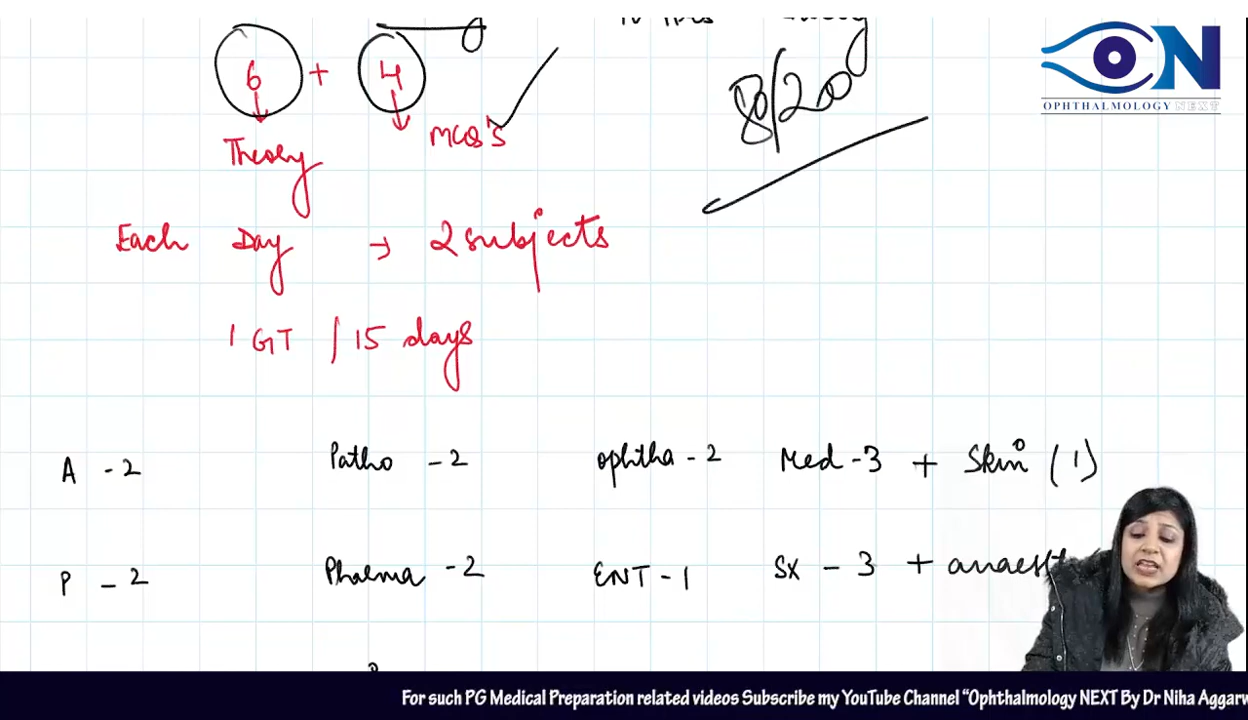 ON
OPHTHALMOLOGY NEXT
6 + 4
80/200
Theory
MCQ's
Each Day → 2 subjects
1 GT / 15 days
A - 2 Patho - 2 ophtha - 2 Med - 3 + Skin (1)
P - 2 Pharma - 2 ENT - 1 Sx - 3 +
For such PG Medical Preparation related videos Subscribe my YouTube Channel “Ophthalmology NEXT By Dr Niha Aggarw